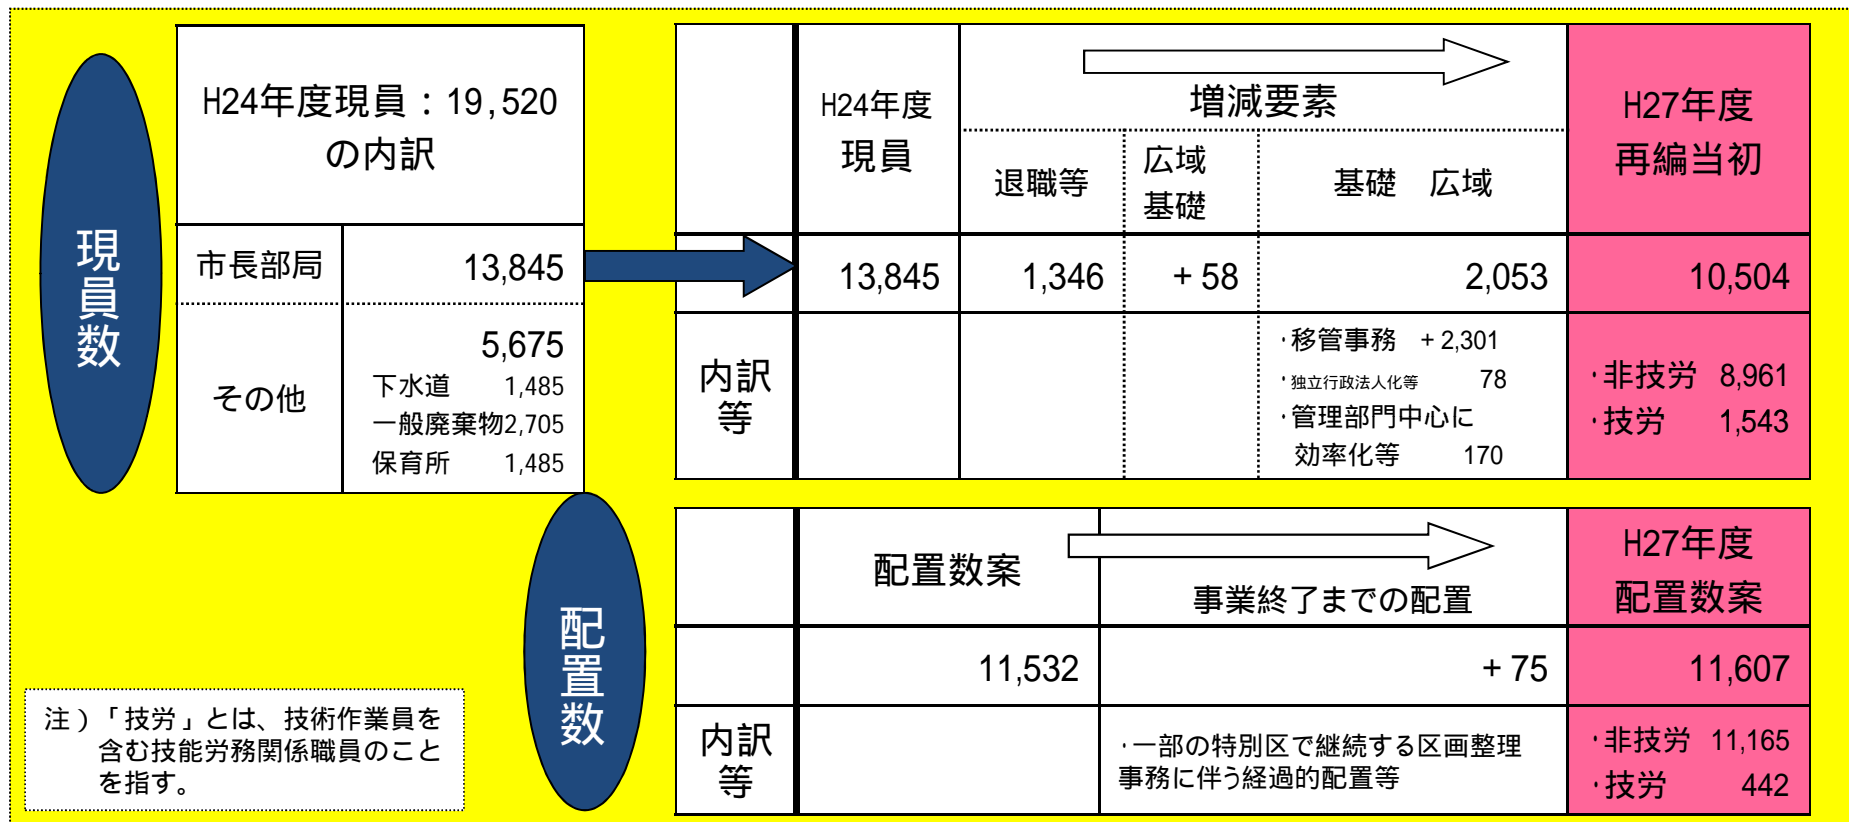 現員数
H24年度現員：19,520
の内訳
市長部局 13,845
その他
5,675
下水道 1,485
一般廃棄物2,705
保育所 1,485
H24年度
現員
増減要素
退職等
広域
基礎
基礎 広域
H27年度
再編当初
13,845 1,346 +58 2,053 10,504
内訳
等
・移管事務 +2,301
・独立行政法人化等 78
・管理部門中心に
効率化等 170
・非技労 8,961
・技労 1,543
配置数
配置数案
事業終了までの配置
H27年度
配置数案
11,532 +75 11,607
内訳
等
・一部の特別区で継続する区画整理
事務に伴う経過的配置等
・非技労 11,165
・技労 442
注）「技労」とは、技術作業員を
含む技能労務関係職員のこと
を指す。